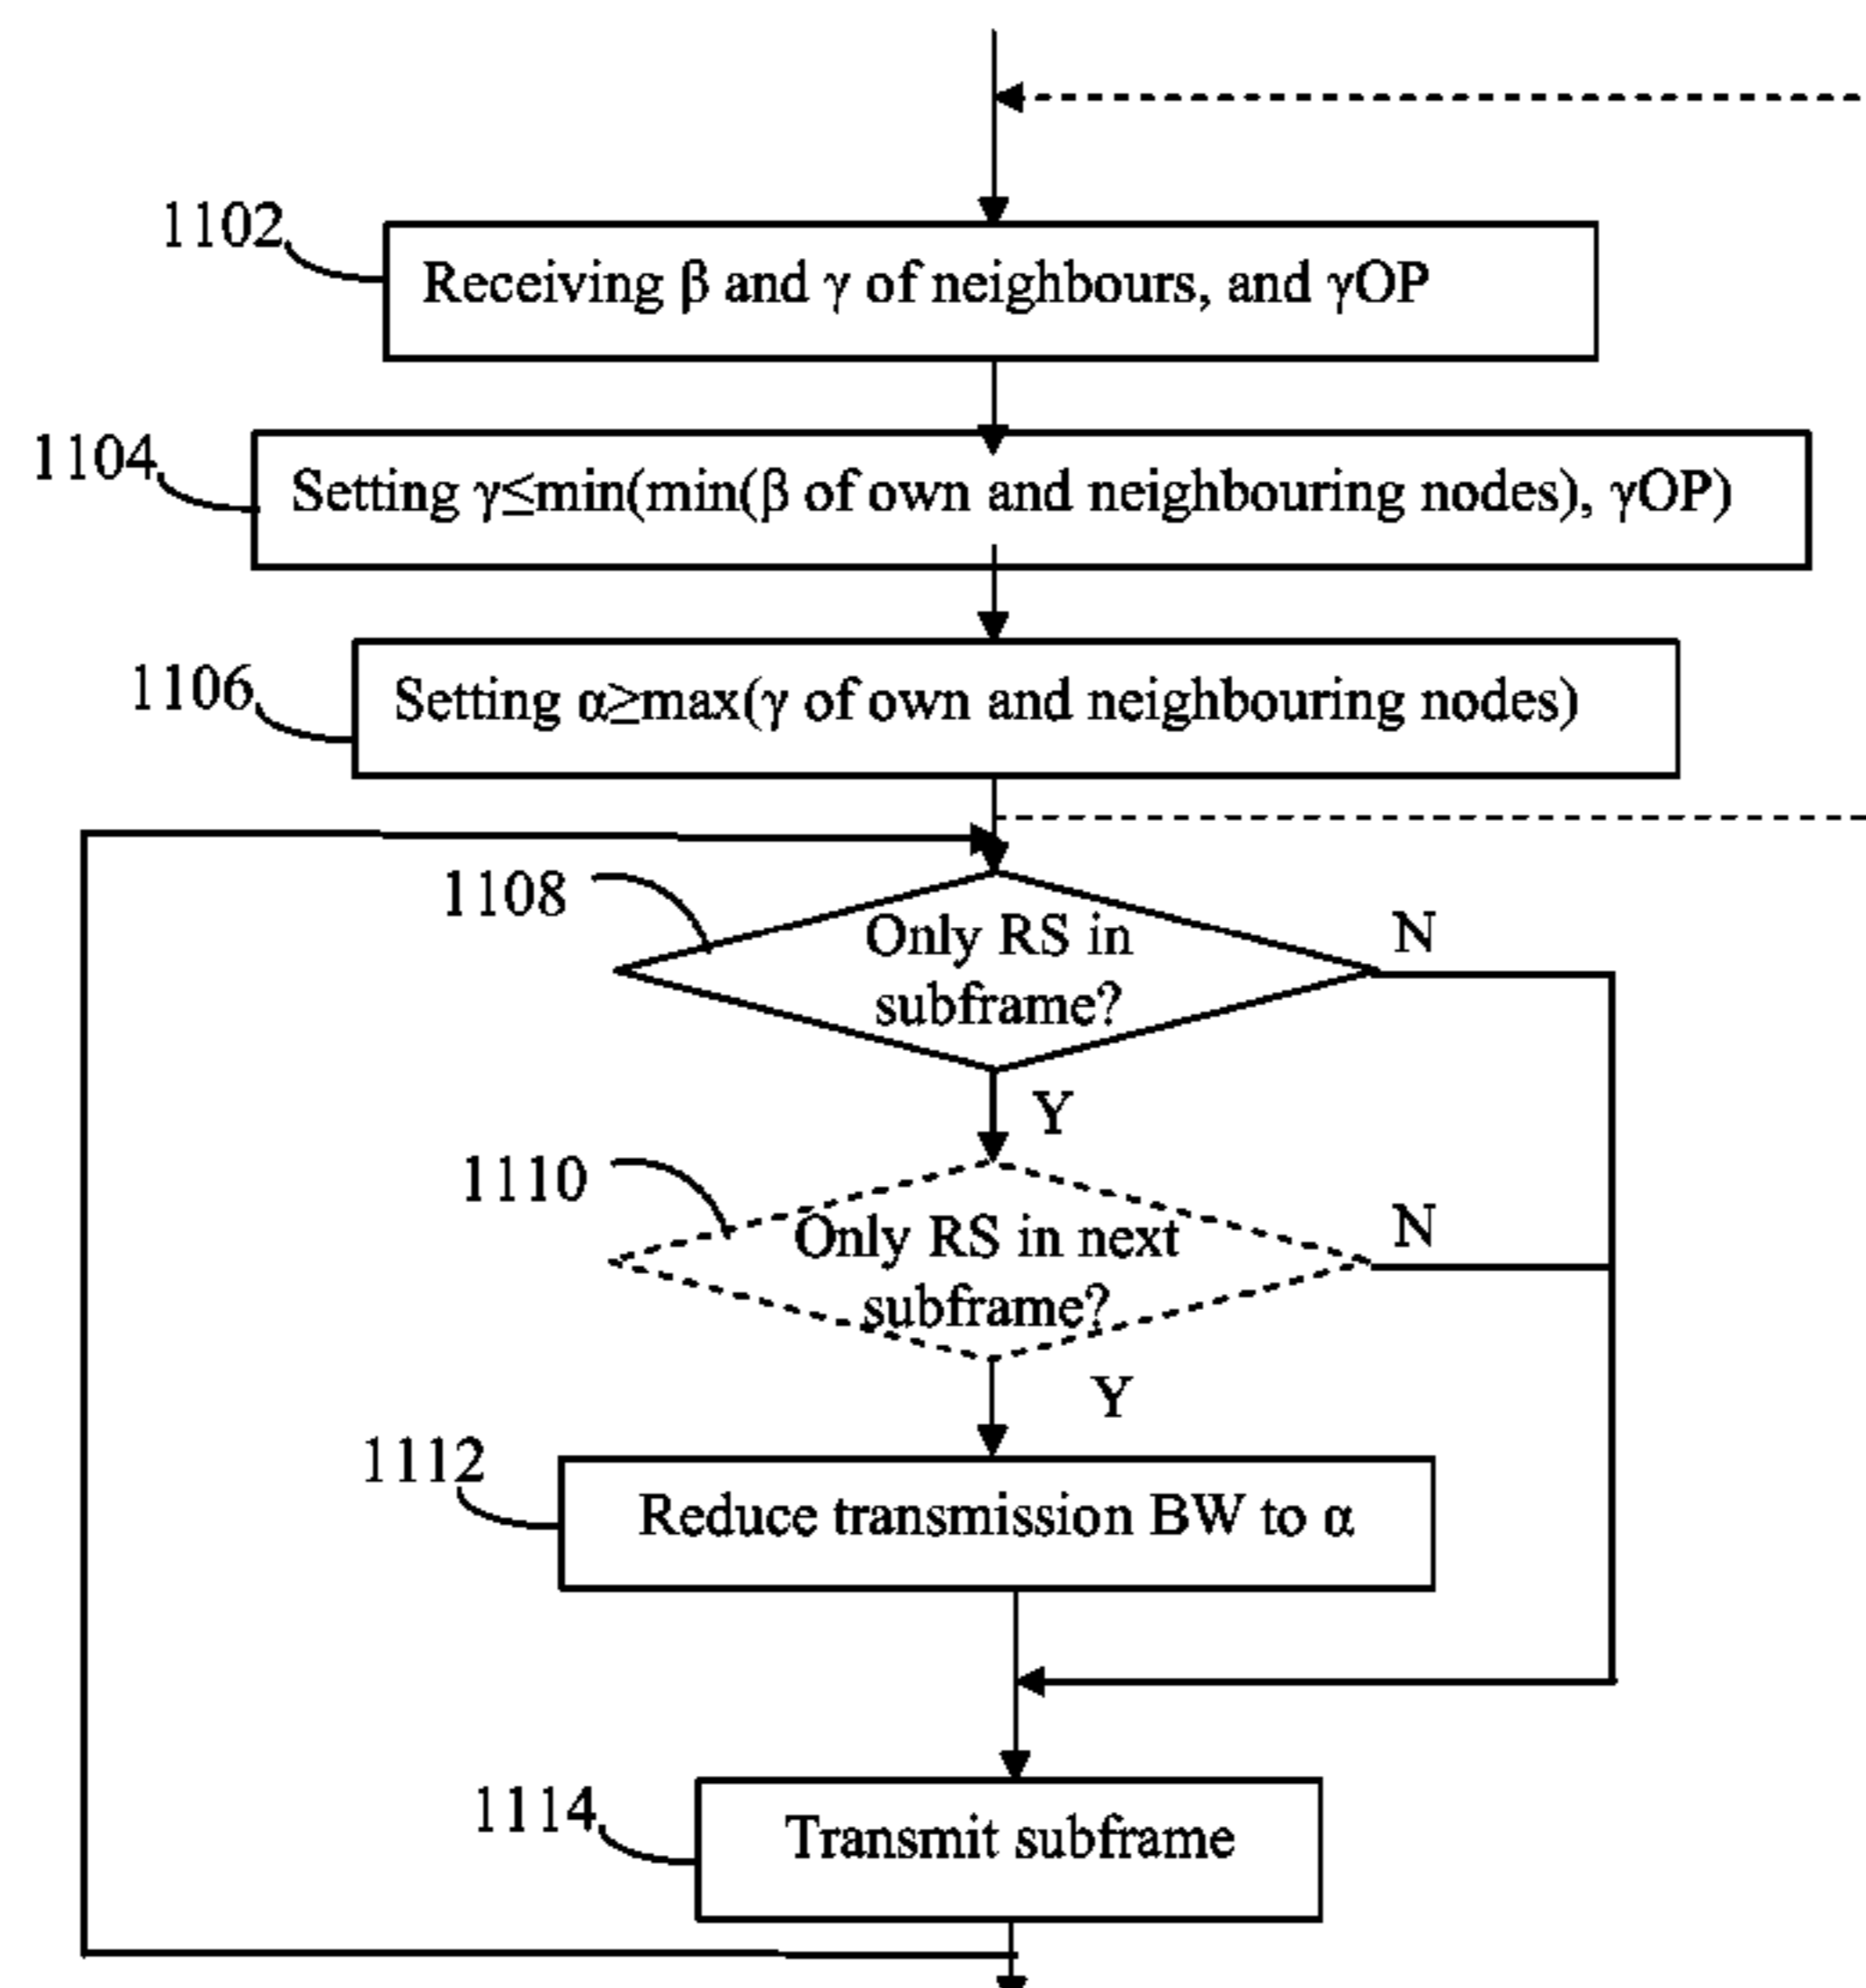 1102
Receiving β and γ of neighbours, and γOP
1104
Setting γ≤min(min(β of own and neighbouring nodes), γOP)
1106
Setting α≥max(γ of own and neighbouring nodes)
1108
Only RS in
subframe?
N
Y
1110
Only RS in next
subframe?
N
Y
1112
Reduce transmission BW to α
1114
Transmit subframe